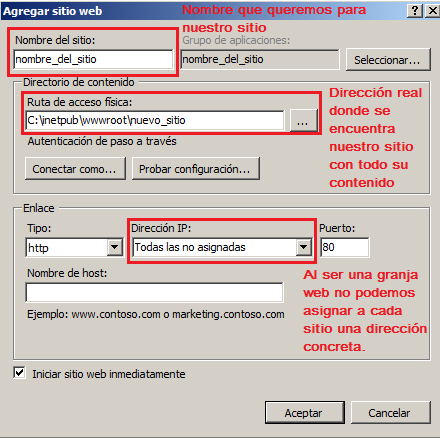 Agregar sitio web
Nombre que queremos para
nuestro sitio
Nombre del sitio:
Grupo de aplicaciones:
nombre_del_sitio
nombre_del_sitio
Seleccionar...
Directorio de contenido
Ruta de acceso física:
C:\inetpub\wwwroot\nuevo_sitio
...
Autenticación de paso a través
Conectar como...
Probar configuración...
Dirección real
donde se
encuentra
nuestro sitio
con todo su
contenido
Enlace
Tipo:
Dirección IP:
Puerto:
http
Todas las no asignadas
80
Nombre de host:
Ejemplo: www.contoso.com o marketing.contoso.com
Al ser una granja
web no podemos
asignar a cada
sitio una dirección
concreta.
Iniciar sitio web inmediatamente
Aceptar
Cancelar